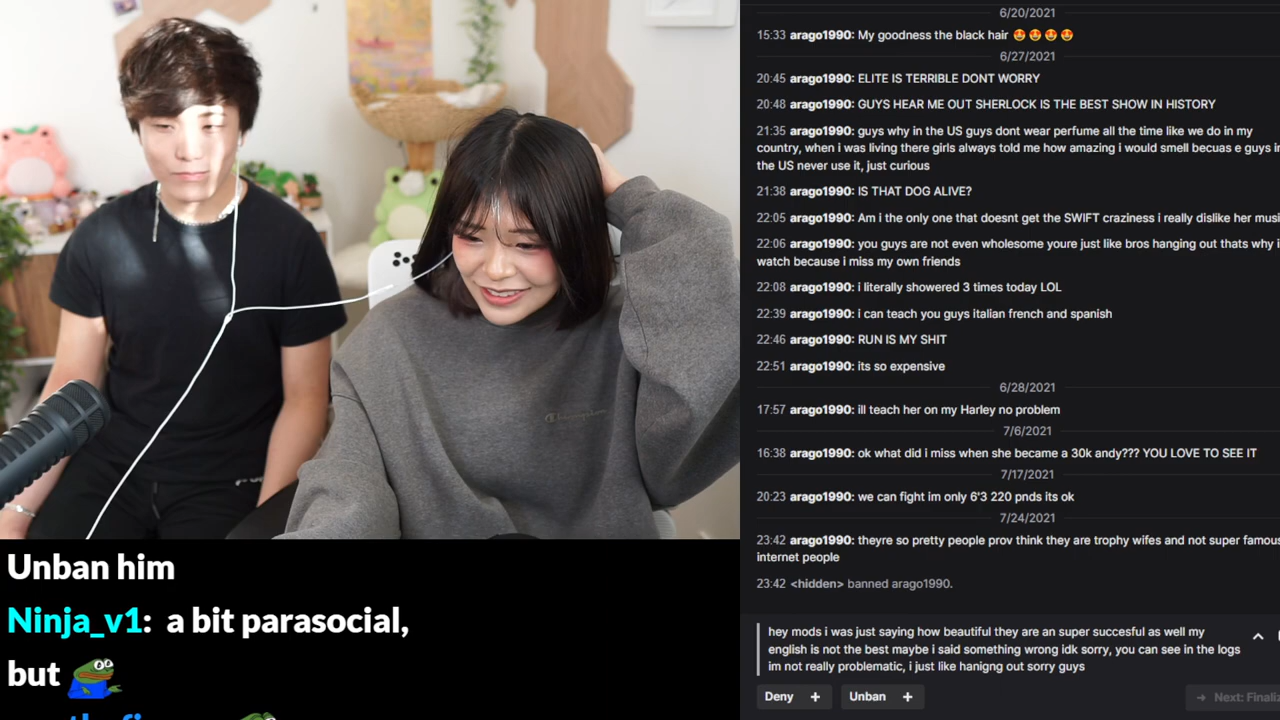 6/20/2021
15:33 arago1990: My goodness the black hair 😍😍😍😍
6/27/2021
20:45 arago1990: ELITE IS TERRIBLE DONT WORRY
20:48 arago1990: GUYS HEAR ME OUT SHERLOCK IS THE BEST SHOW IN HISTORY
21:35 arago1990: guys why in the US guys dont wear perfume all the time like we do in my
country, when i was living there girls always told me how amazing i would smell becuas e guys in
the US never use it, just curious
21:38 arago1990: IS THAT DOG ALIVE?
22:05 arago1990: Am i the only one that doesnt get the SWIFT craziness i really dislike her musi
22:06 arago1990: you guys are not even wholesome youre just like bros hanging out thats why i
watch because i miss my own friends
22:08 arago1990: i literally showered 3 times today LOL
22:39 arago1990: i can teach you guys italian french and spanish
22:46 arago1990: RUN IS MY SHIT
22:51 arago1990: its so expensive
6/28/2021
17:57 arago1990: ill teach her on my Harley no problem
7/6/2021
16:38 arago1990: ok what did i miss when she became a 30k andy??? YOU LOVE TO SEE IT
7/17/2021
20:23 arago1990: we can fight im only 6'3 220 pnds its ok
7/24/2021
23:42 arago1990: theyre so pretty people prov think they are trophy wifes and not super famous
internet people
23:42 <hidden> banned arago1990.
hey mods i was just saying how beautiful they are an super succesful as well my
english is not the best maybe i said something wrong idk sorry, you can see in the logs
im not really problematic, i just like hanigng out sorry guys
Deny + Unban + → Next: Finaliz
Champion
Unban him
Ninja_v1: a bit parasocial,
but